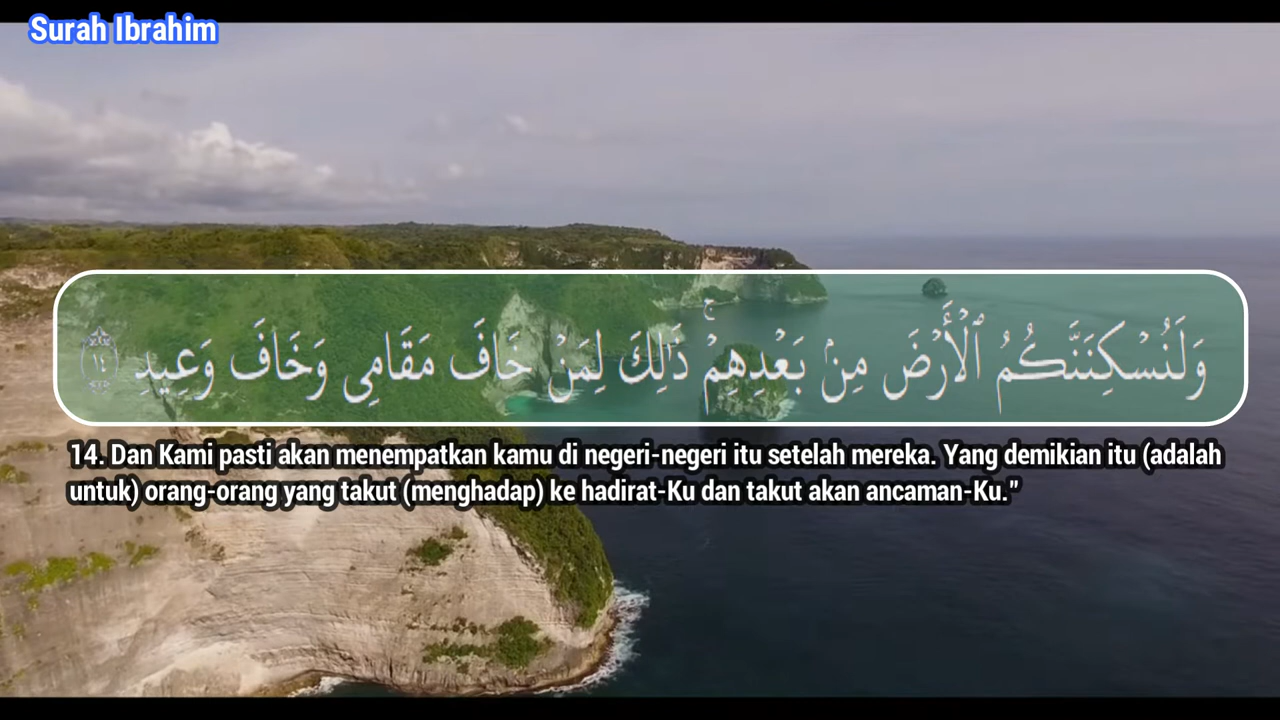 Surah Ibrahim
وَلَنُسْكِنَنَّكُمُ ٱلْأَرْضَ مِنۢ بَعْدِهِمْ ۚ ذَٰلِكَ لِمَنْ خَافَ مَقَامِى وَخَافَ وَعِيدِ ﴿١٤﴾
14. Dan Kami pasti akan menempatkan kamu di negeri-negeri itu setelah mereka. Yang demikian itu (adalah
untuk) orang-orang yang takut (menghadap) ke hadirat-Ku dan takut akan ancaman-Ku.”